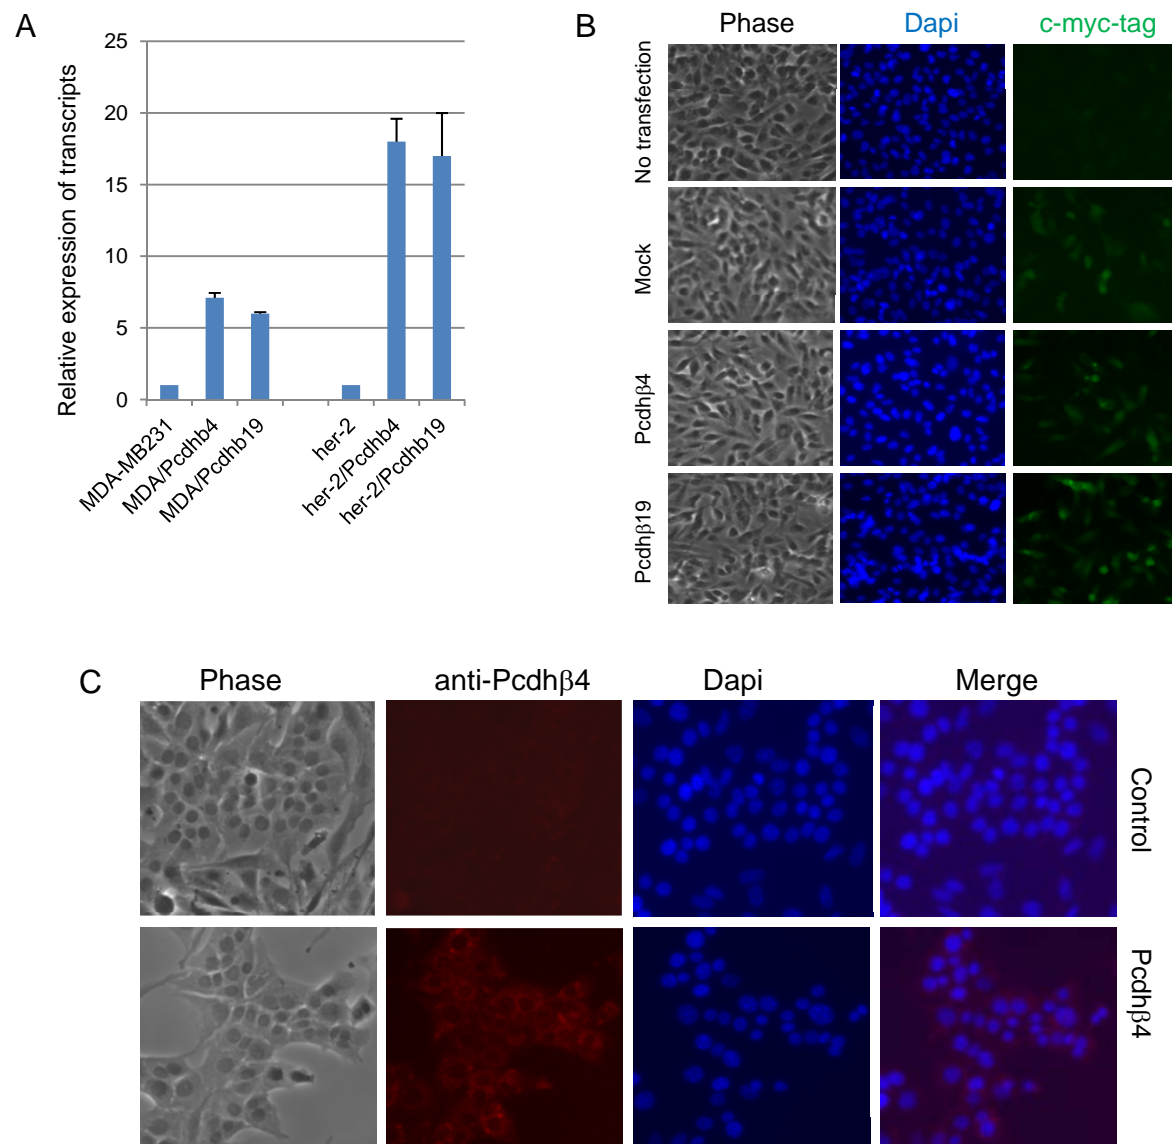 A
Relative expression of transcripts
25
20
15
10
5
0
MDA-MB231
MDA/Pcdhb4
MDA/Pcdhb19
her-2
her-2/Pcdhb4
her-2/Pcdhb19
B
Phase Dapi c-myc-tag
No transfection
Mock
Pcdhβ4
Pcdhβ19
C
Phase anti-Pcdhβ4 Dapi Merge
Control
Pcdhβ4